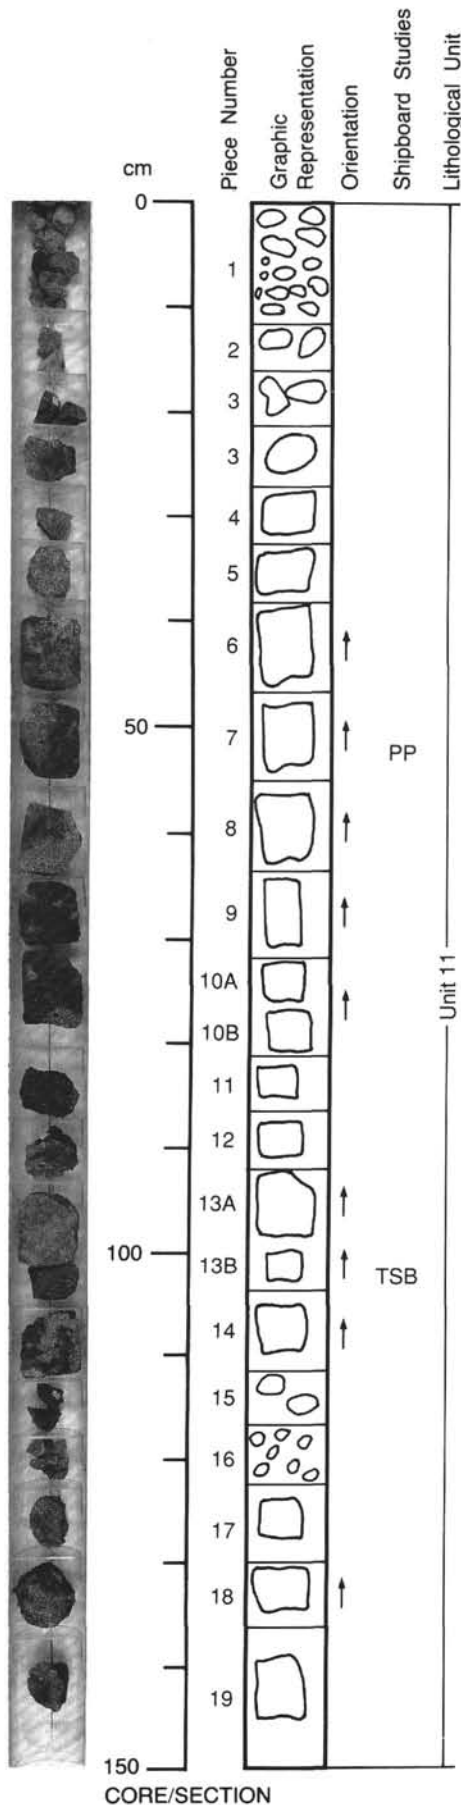 cm
Piece Number
Graphic
Representation
Orientation
Shipboard Studies
Lithological Unit
0
1
2
3
3
4
5
6
50
7
PP
8
9
10A
Unit 11
10B
11
12
13A
100
13B
TSB
14
15
16
17
18
19
150
CORE/SECTION